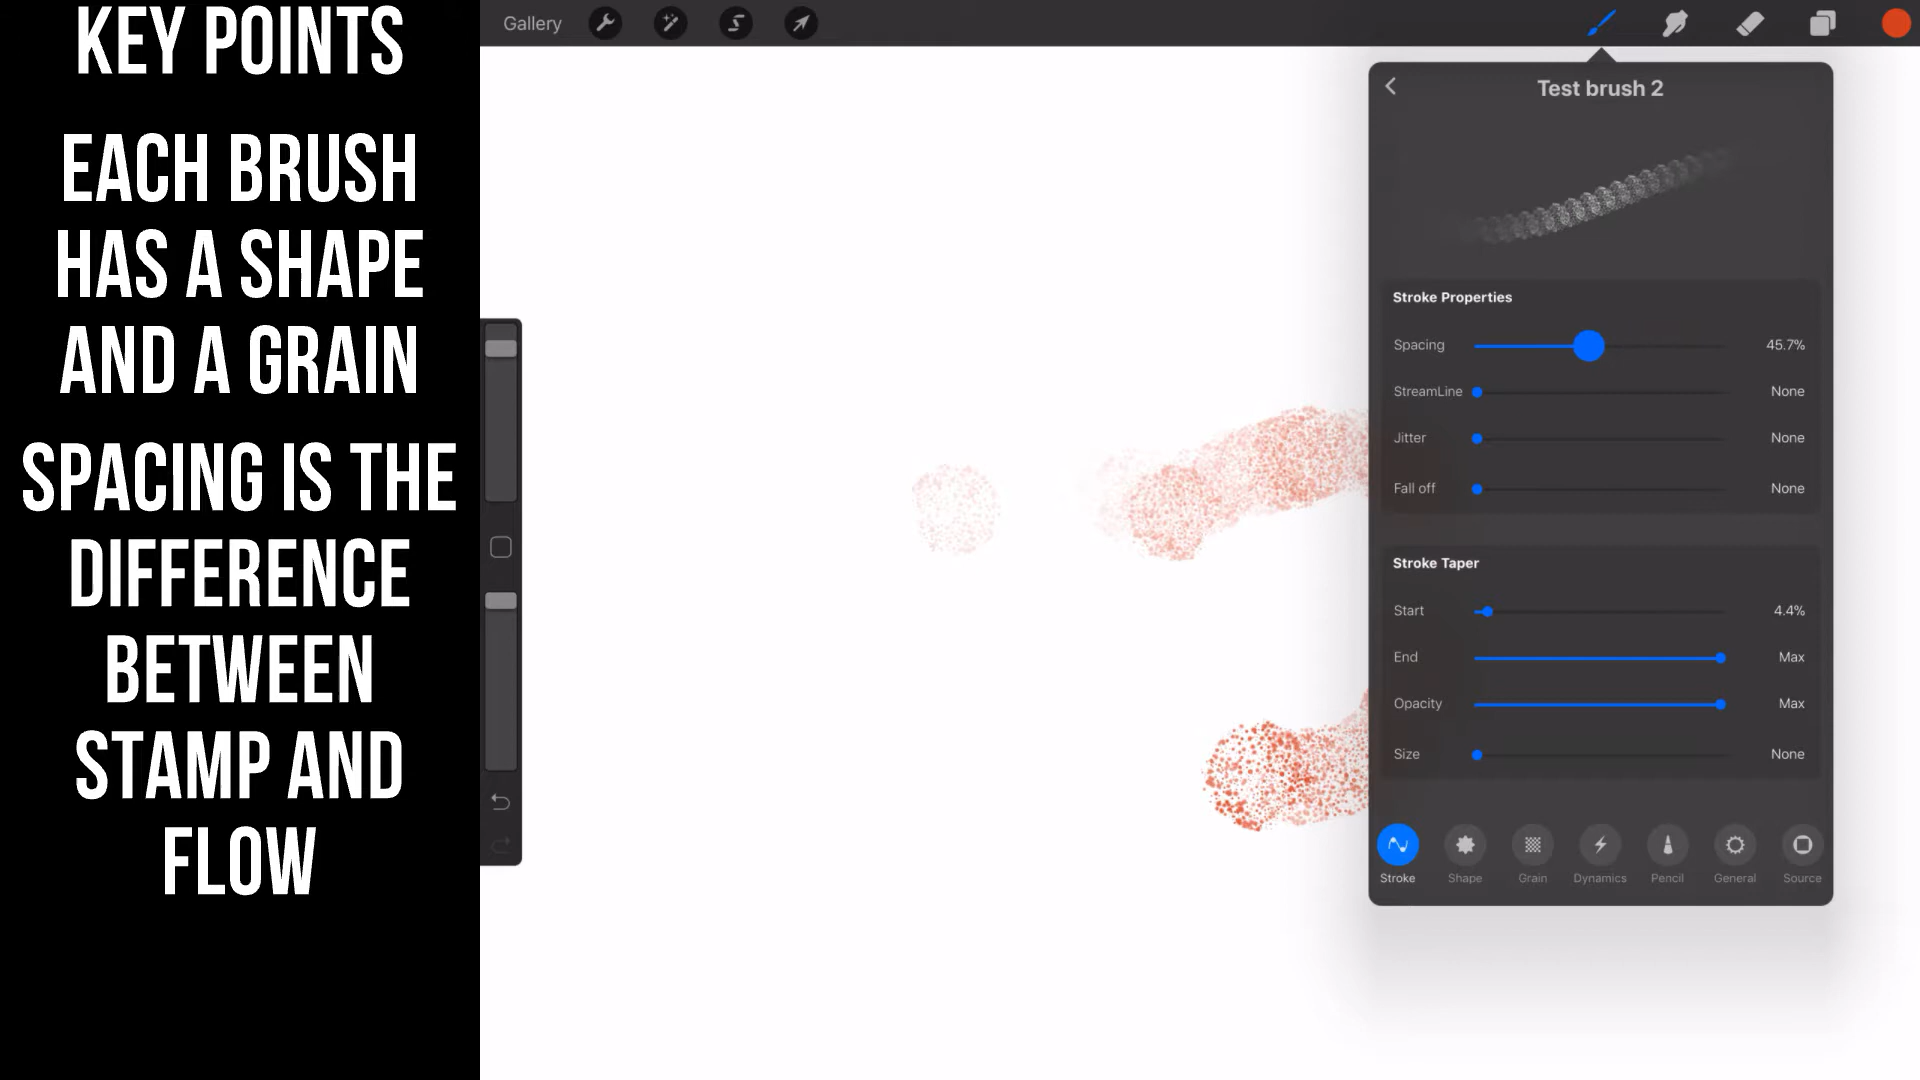 KEY POINTS
EACH BRUSH
HAS A SHAPE
AND A GRAIN
SPACING IS THE
DIFFERENCE
BETWEEN
STAMP AND
FLOW
Gallery
Test brush 2
Stroke Properties
Spacing 45.7%
StreamLine None
Jitter None
Fall off None
Stroke Taper
Start 4.4%
End Max
Opacity Max
Size None
Stroke Shape Grain Dynamics Pencil General Source